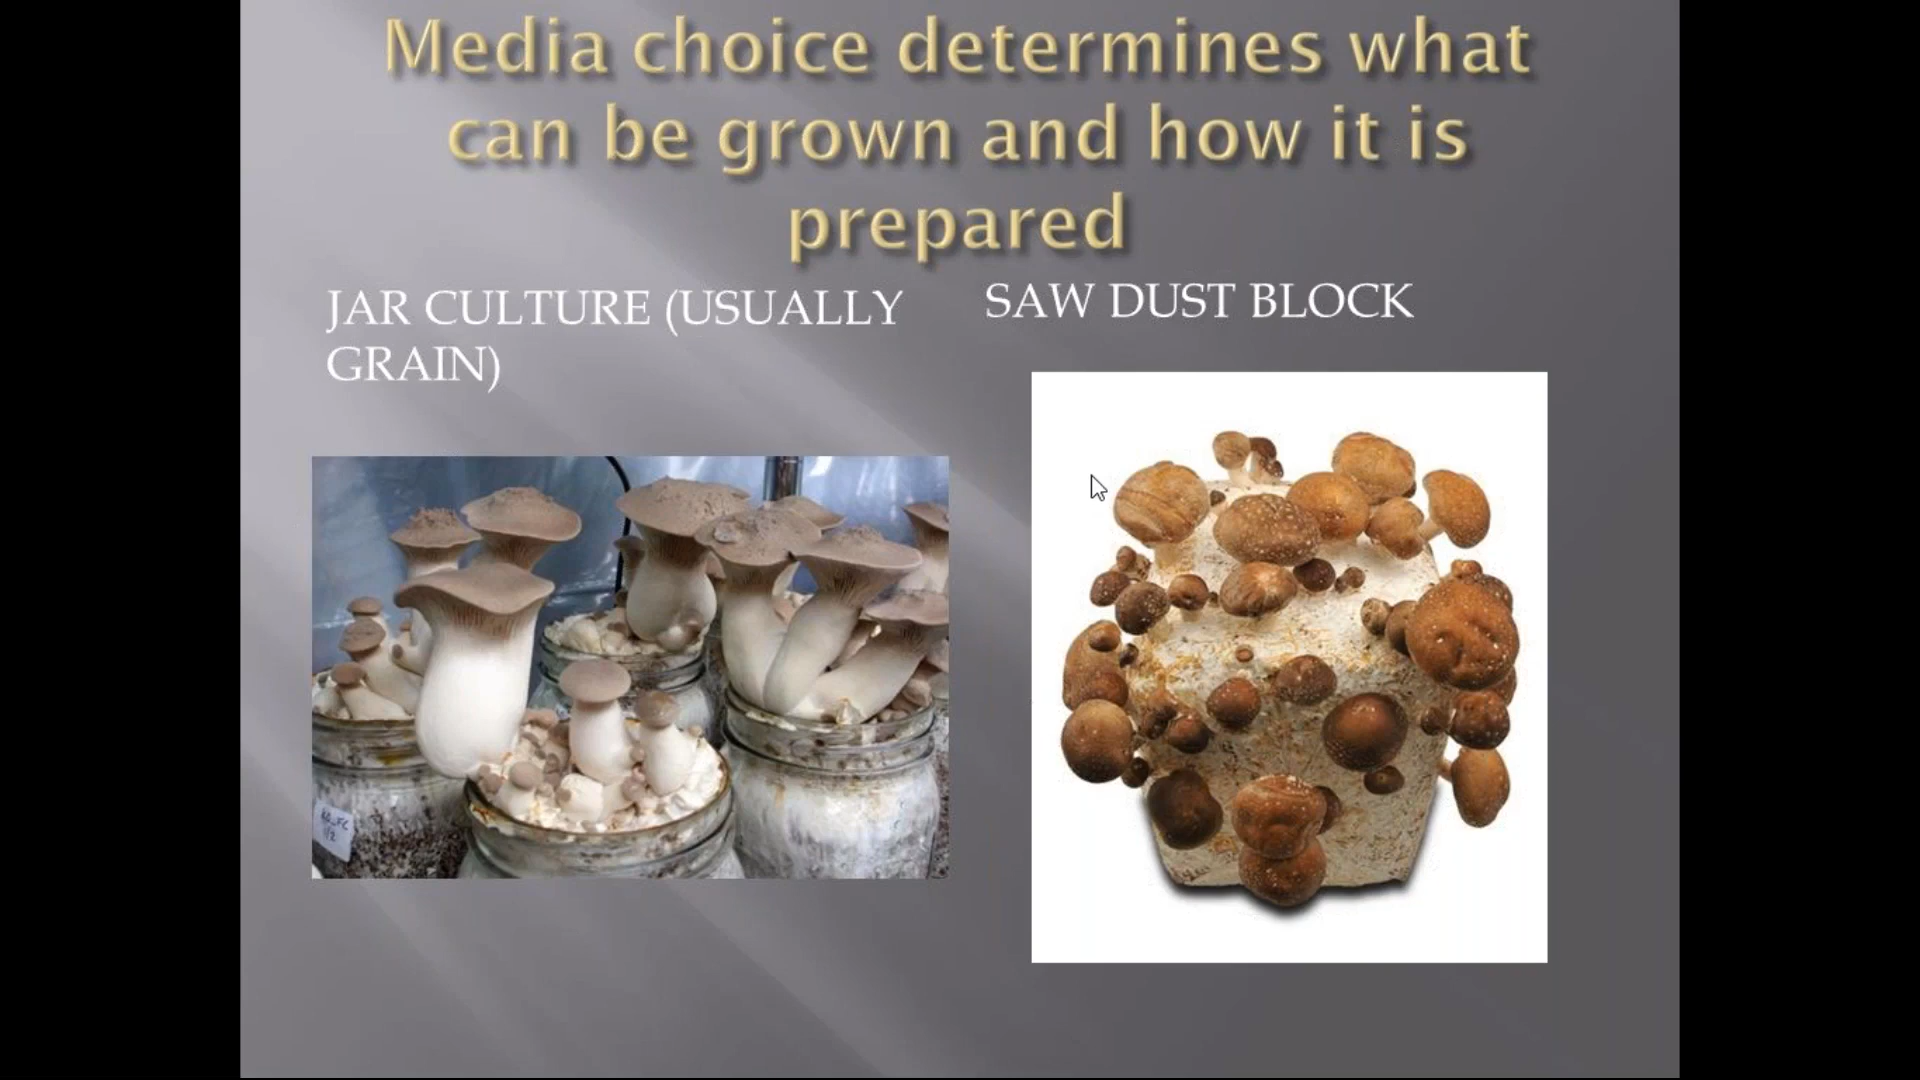 Media choice determines what
can be grown and how it is
prepared
JAR CULTURE (USUALLY
GRAIN)
SAW DUST BLOCK